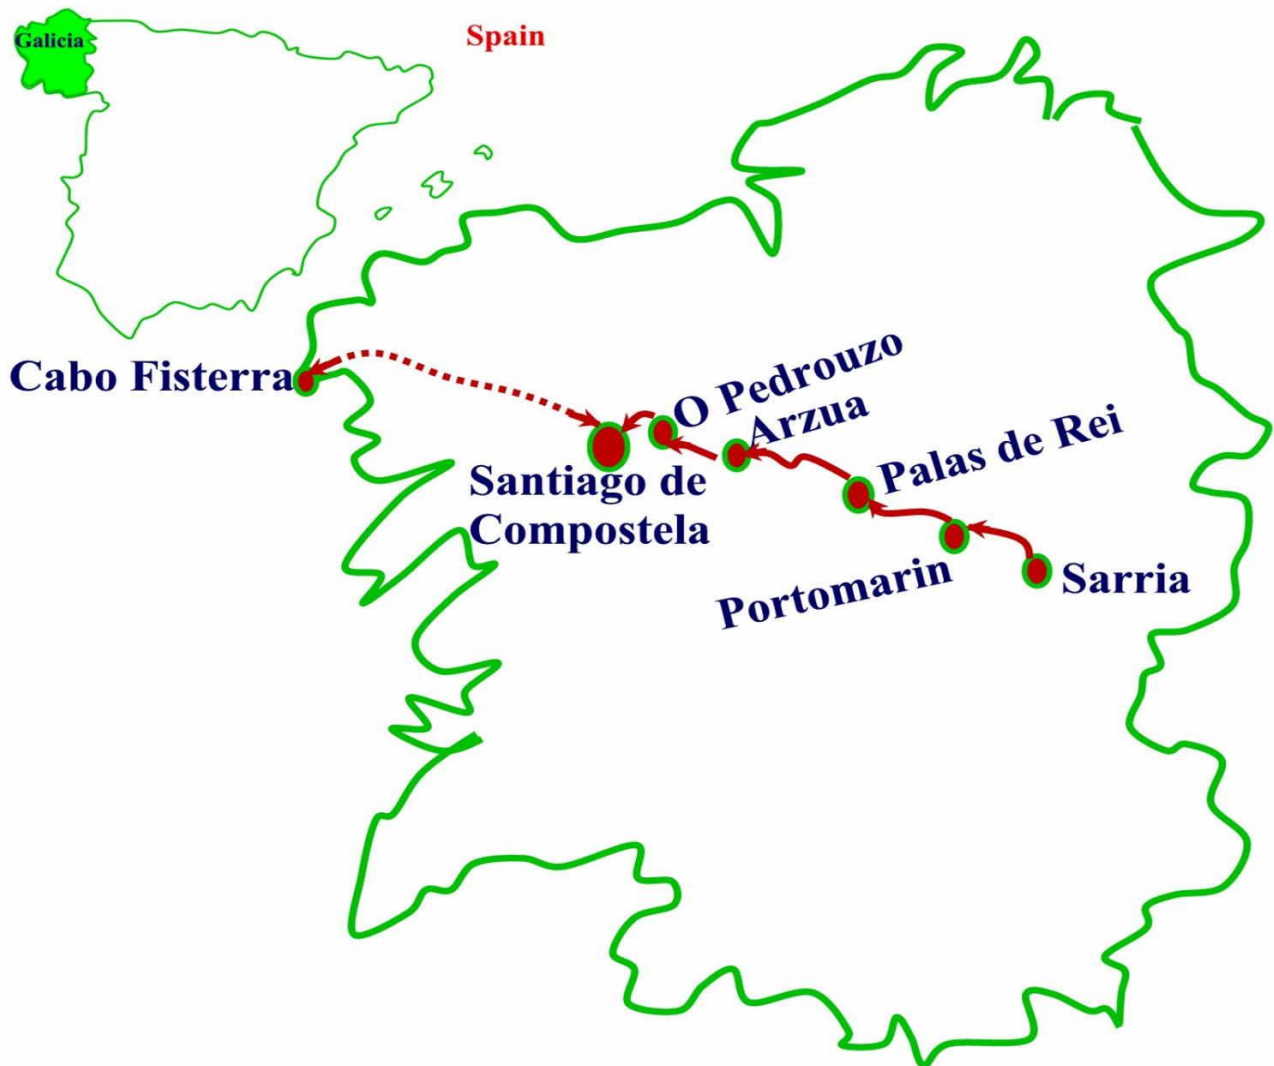 Galicia
Spain
Cabo Fisterra
O Pedrouzo
Arzua
Palas de Rei
Santiago de
Compostela
Portomarin
Sarria